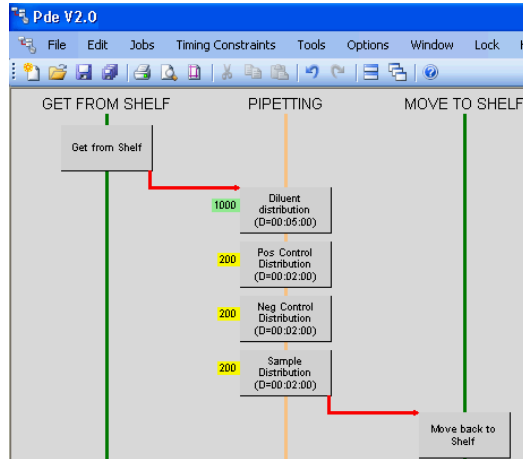 Pde V2.0
File Edit Jobs Timing Constraints Tools Options Window Lock
GET FROM SHELF PIPETTING MOVE TO SHELF
Get from Shelf
1000
Diluent
distribution
(D=00:05:00)
200
Pos Control
Distribution
(D=00:02:00)
200
Neg Control
Distribution
(D=00:02:00)
200
Sample
Distribution
(D=00:02:00)
Move back to
Shelf